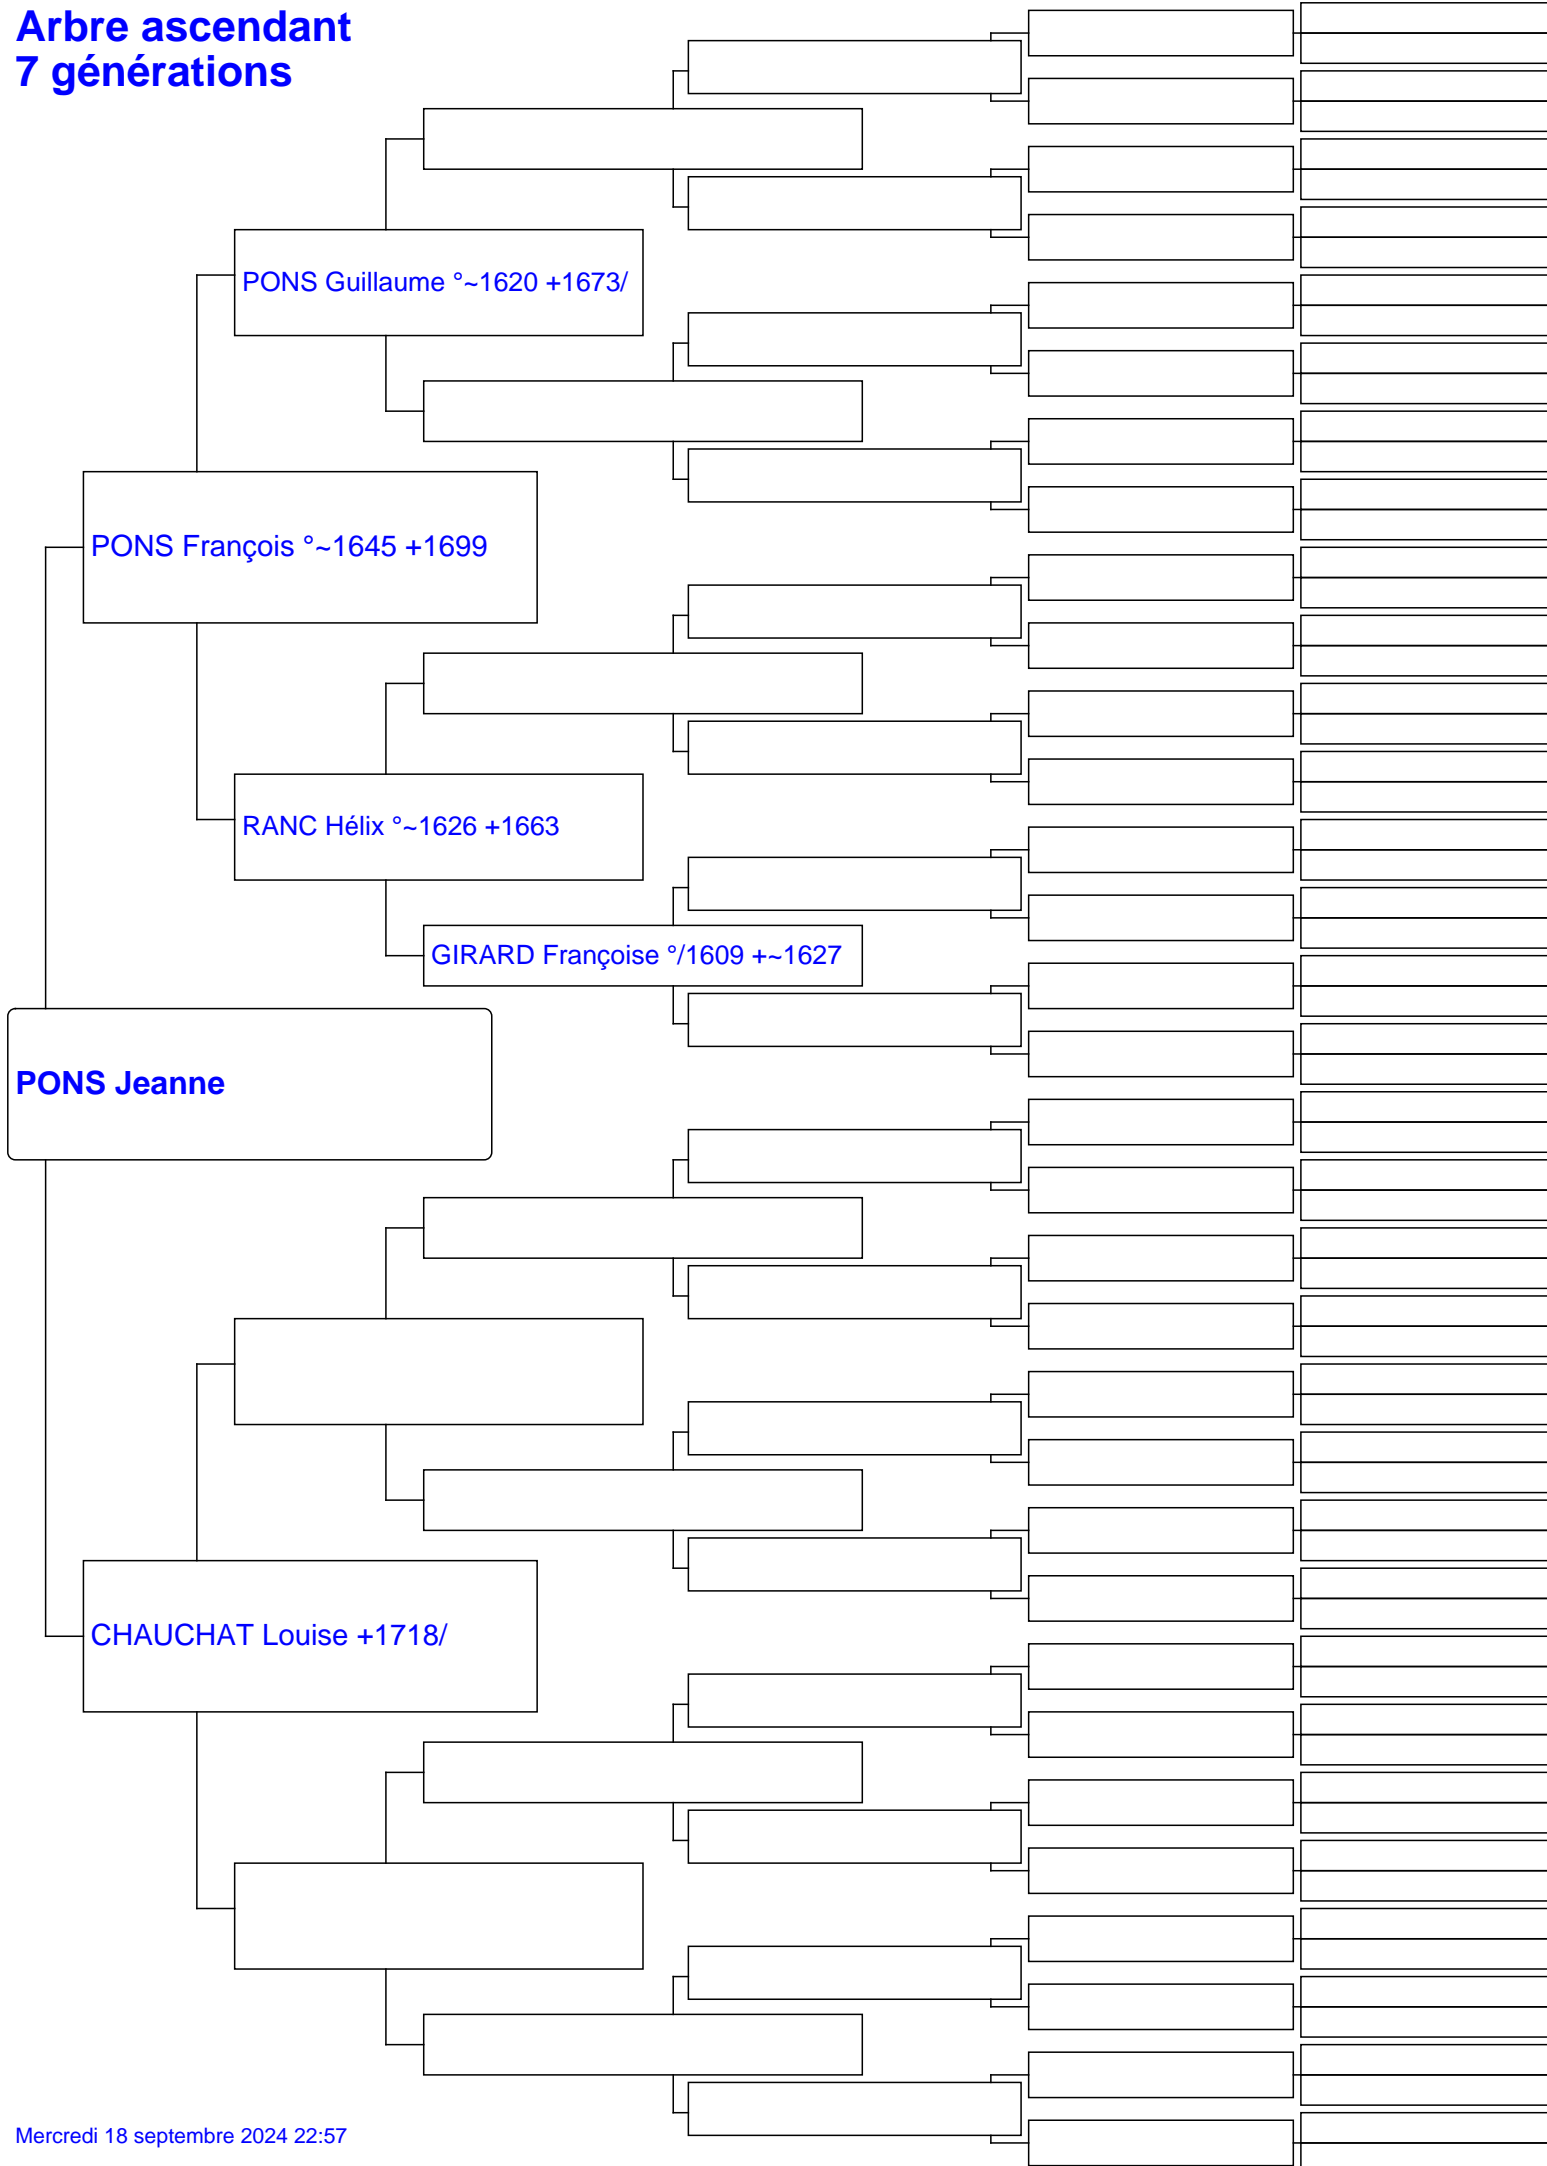 Arbre ascendant
7 générations
PONS Guillaume °~1620 +1673/
PONS François °~1645 +1699
RANC Hélix °~1626 +1663
GIRARD Françoise °/1609 +~1627
PONS Jeanne
CHAUCHAT Louise +1718/
Mercredi 18 septembre 2024 22:57